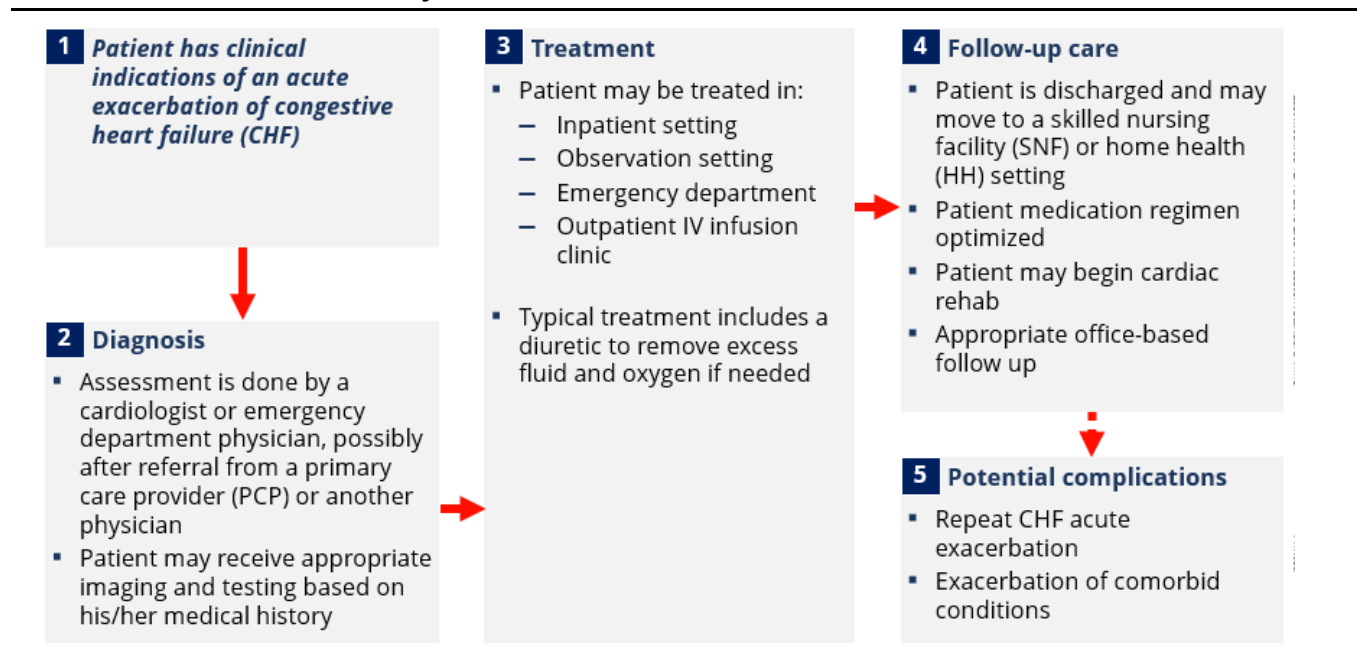 1 Patient has clinical
indications of an acute
exacerbation of congestive
heart failure (CHF)
2 Diagnosis
▪ Assessment is done by a
cardiologist or emergency
department physician, possibly
after referral from a primary
care provider (PCP) or another
physician
▪ Patient may receive appropriate
imaging and testing based on
his/her medical history
3 Treatment
▪ Patient may be treated in:
– Inpatient setting
– Observation setting
– Emergency department
– Outpatient IV infusion
clinic
▪ Typical treatment includes a
diuretic to remove excess
fluid and oxygen if needed
4 Follow-up care
▪ Patient is discharged and may
move to a skilled nursing
facility (SNF) or home health
(HH) setting
▪ Patient medication regimen
optimized
▪ Patient may begin cardiac
rehab
▪ Appropriate office-based
follow up
5 Potential complications
▪ Repeat CHF acute
exacerbation
▪ Exacerbation of comorbid
conditions